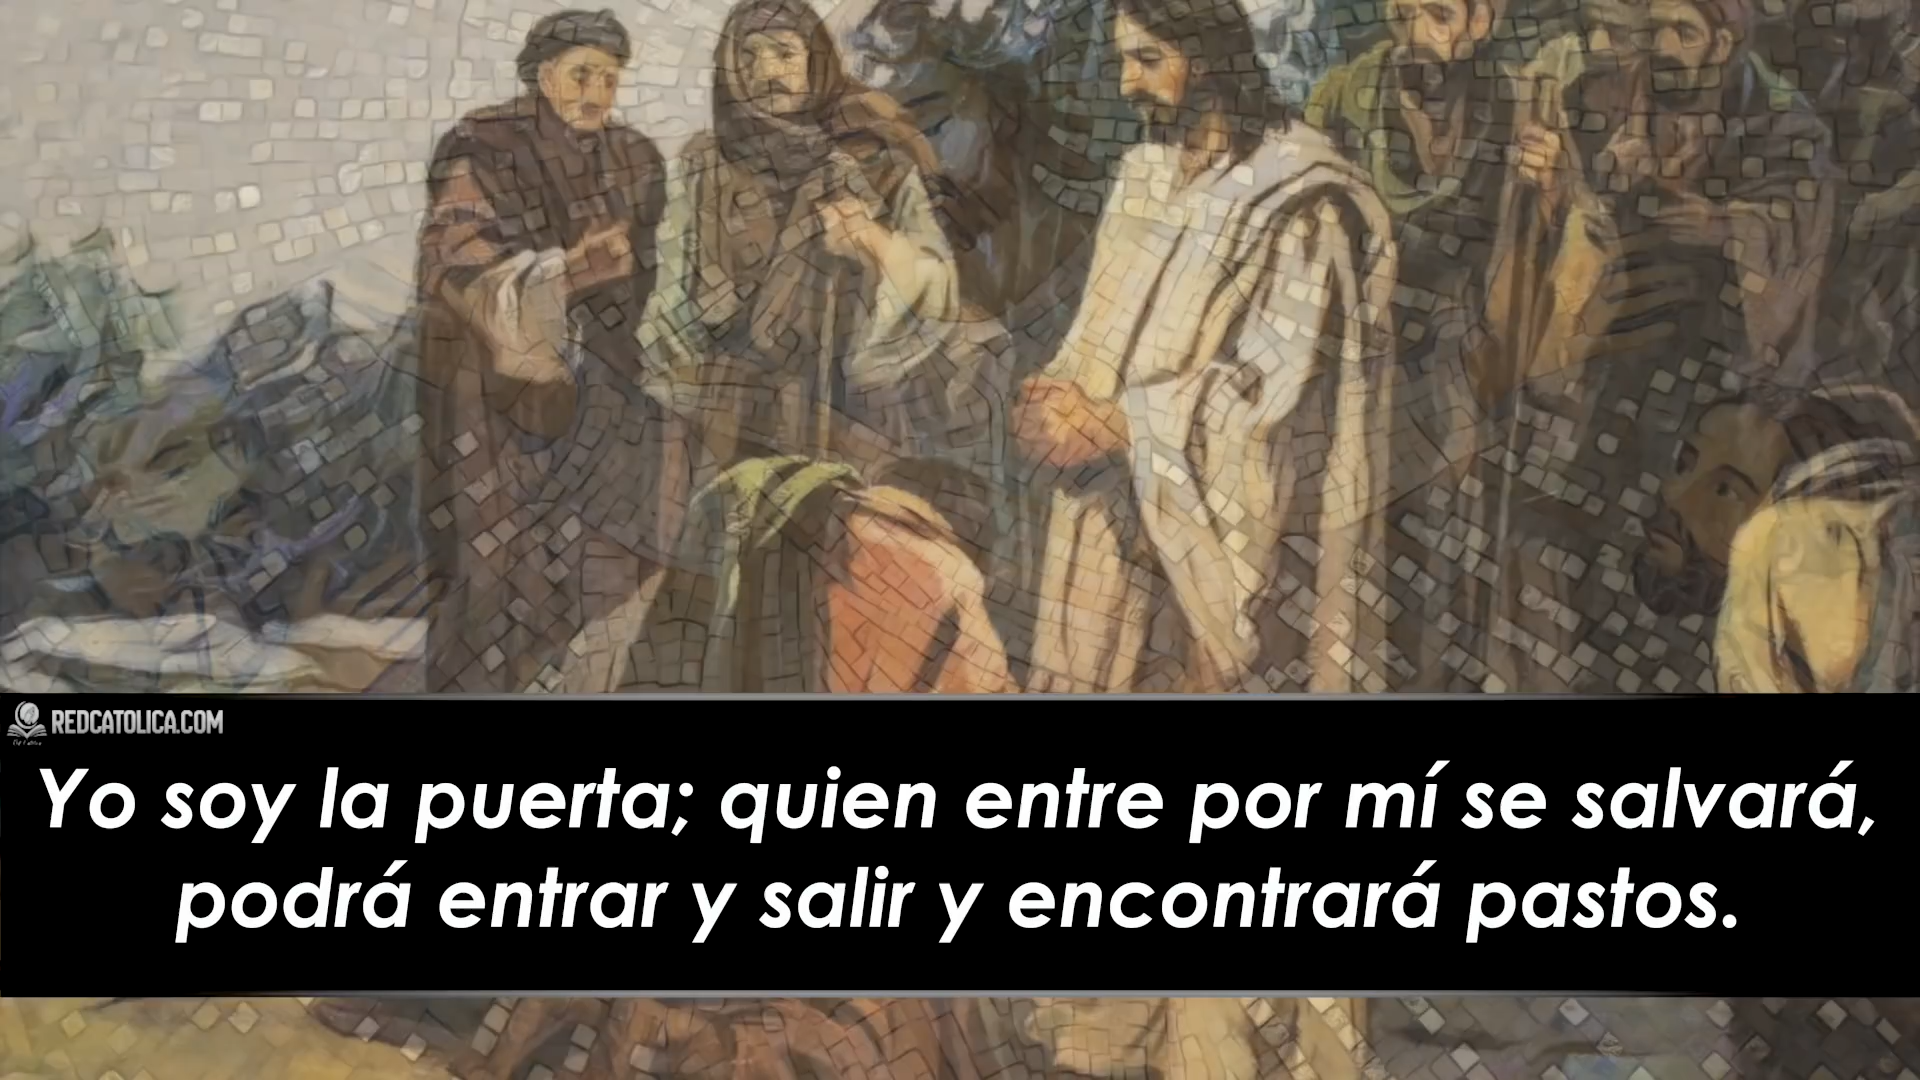 REDCATOLICA.COM
Yo soy la puerta; quien entre por mí se salvará,
podrá entrar y salir y encontrará pastos.